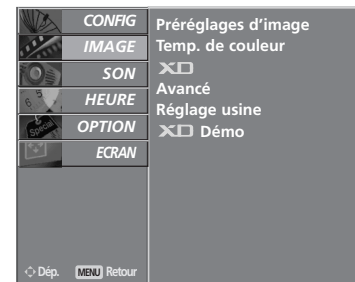 CONFIG
IMAGE
SON
HEURE
OPTION
ECRAN
Dép. MENU Retour
Préréglages d’image
Temp. de couleur
XD
Avancé
Réglage usine
XD Démo